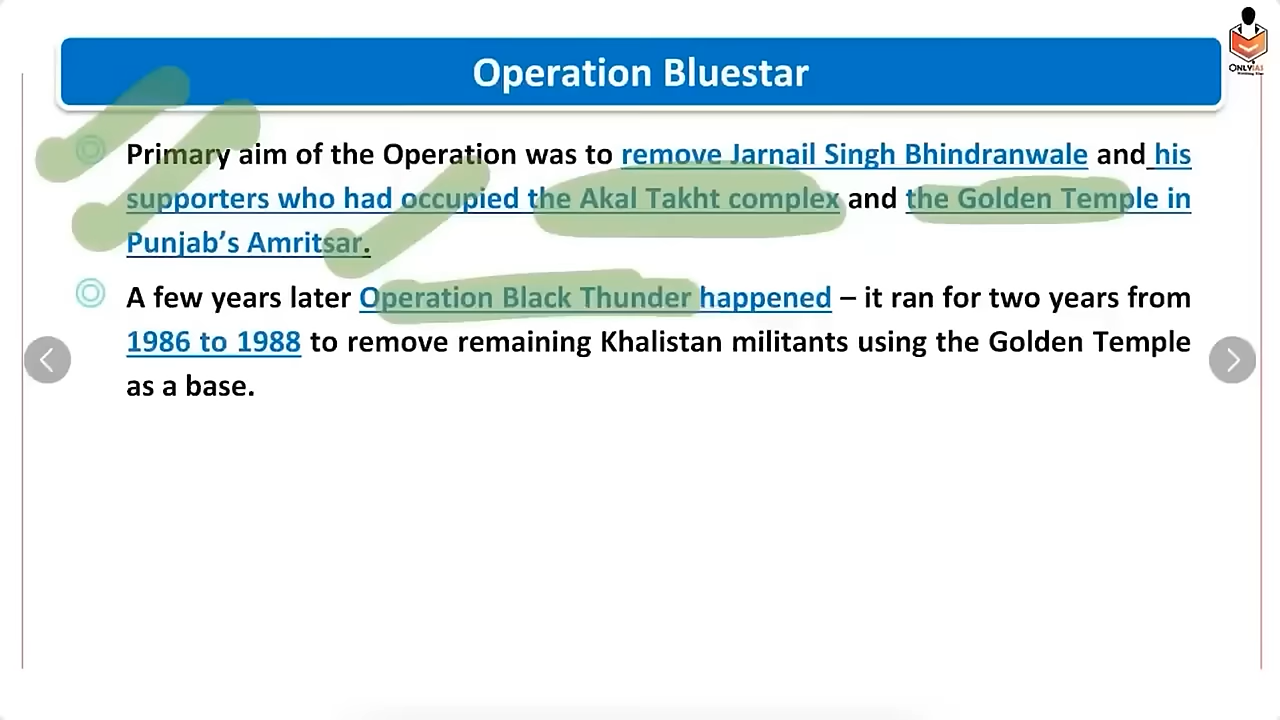 Operation Bluestar
ONLYIAS
Primary aim of the Operation was to remove Jarnail Singh Bhindranwale and his
supporters who had occupied the Akal Takht complex and the Golden Temple in
Punjab’s Amritsar.
A few years later Operation Black Thunder happened – it ran for two years from
1986 to 1988 to remove remaining Khalistan militants using the Golden Temple
as a base.